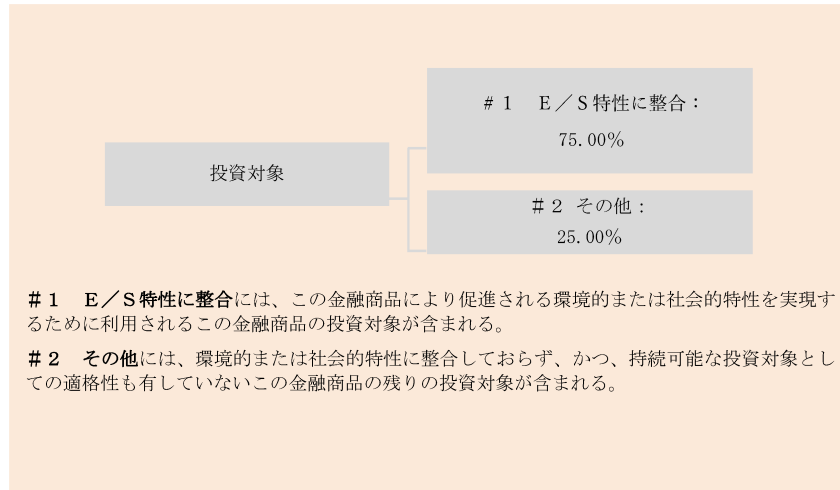 ＃１　Ｅ／Ｓ特性に整合：
75.00％
投資対象
＃２ その他：
25.00％
＃１　Ｅ／Ｓ特性に整合には、この金融商品により促進される環境的または社会的特性を実現す
るために利用されるこの金融商品の投資対象が含まれる。
＃２　その他には、環境的または社会的特性に整合しておらず、かつ、持続可能な投資対象とし
ての適格性も有していないこの金融商品の残りの投資対象が含まれる。